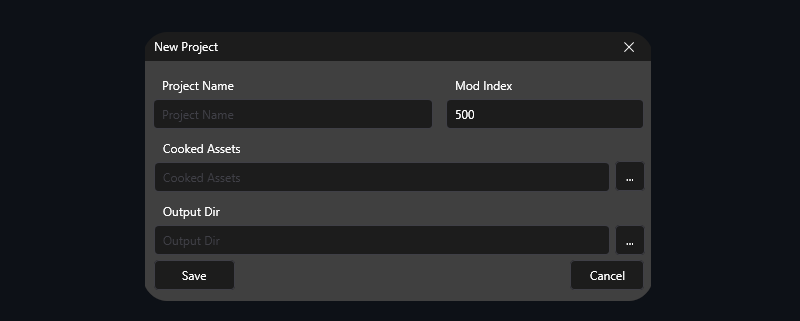 New Project
Project Name Mod Index
Project Name 500
Cooked Assets
Cooked Assets ...
Output Dir
Output Dir ...
Save Cancel